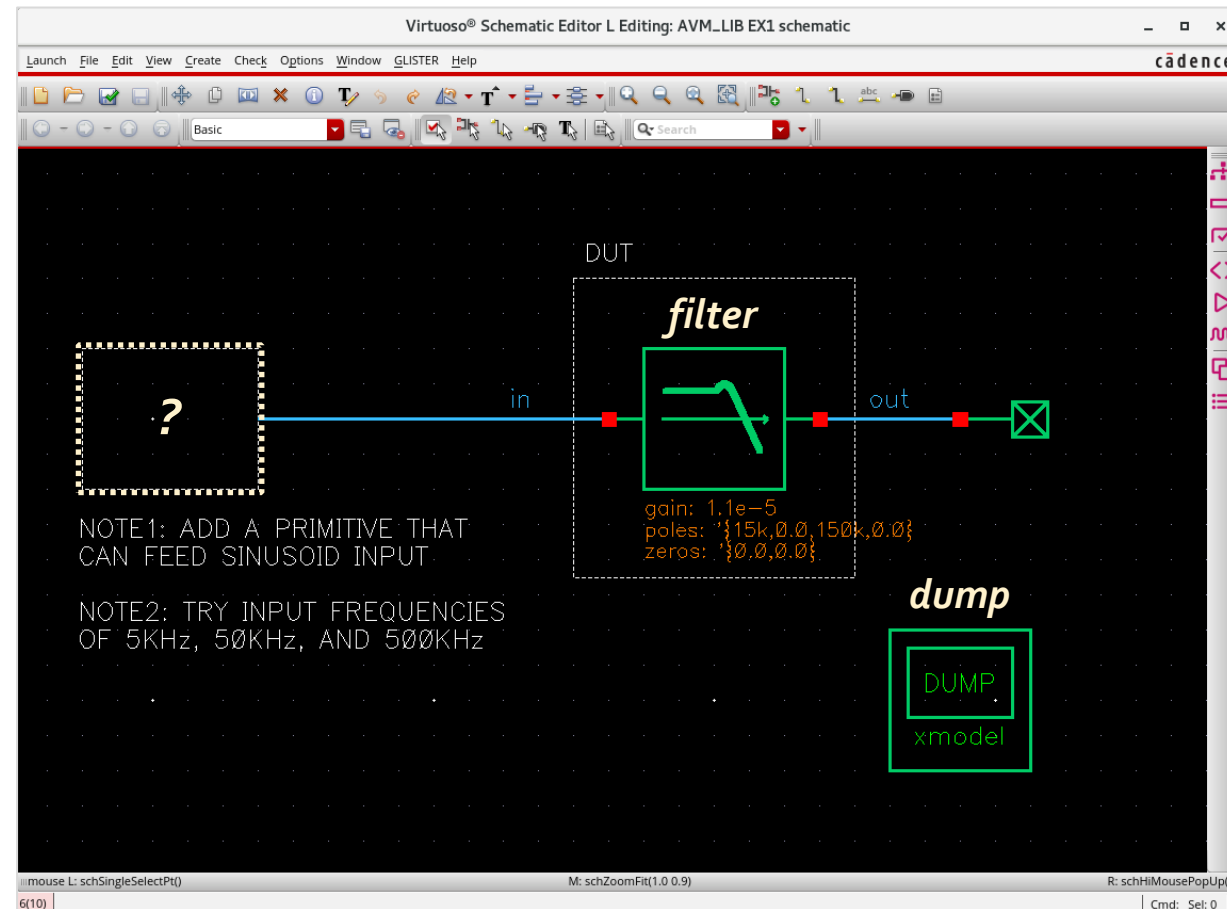 Virtuoso® Schematic Editor L Editing: AVM_LIB EX1 schematic
Launch File Edit View Create Check Options Window GLISTER Help
cādence
abc
Basic
Search
DUT
filter
?
in
out
gain: 1.1e-5
poles: '{15k,0.0,150k,0.0}
zeros: '{0.0,0.0}
NOTE1: ADD A PRIMITIVE THAT
CAN FEED SINUSOID INPUT
NOTE2: TRY INPUT FREQUENCIES
OF 5KHz, 50KHz, AND 500KHz
dump
DUMP
xmodel
mouse L: schSingleSelectPt()
M: schZoomFit(1.0 0.9)
R: schHiMousePopUp(
6(10)
Cmd: Sel: 0